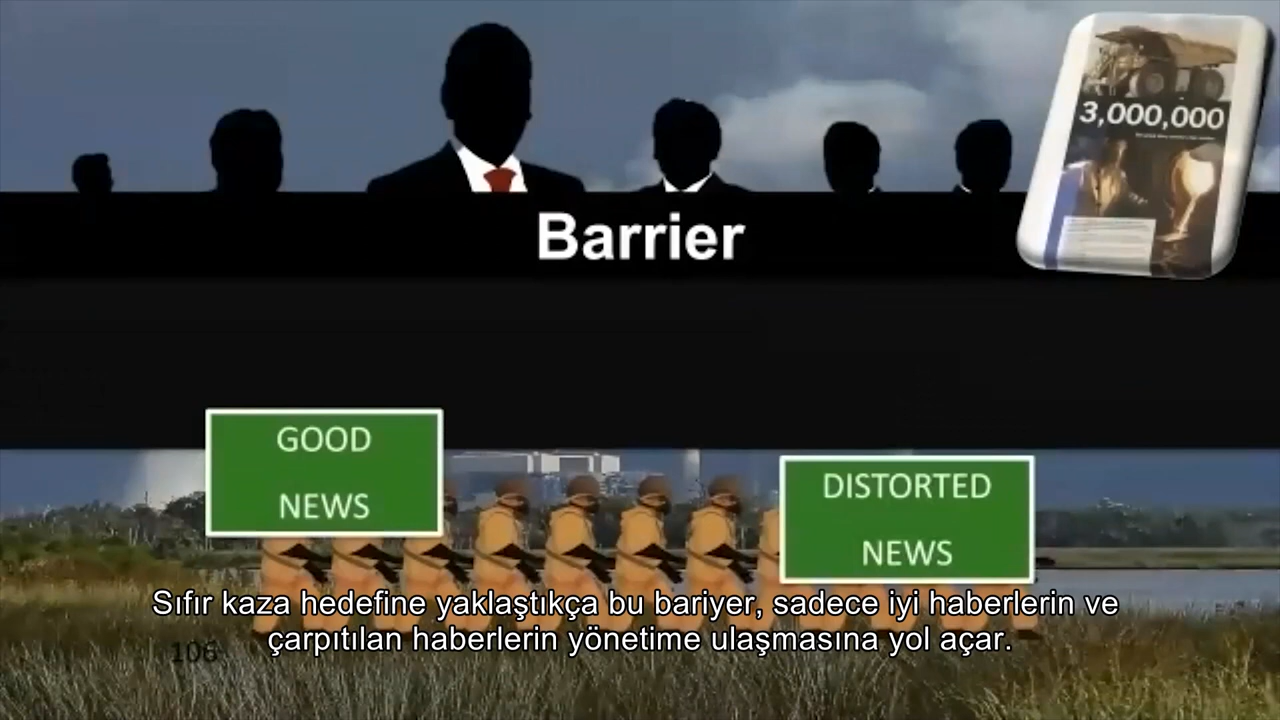 3,000,000
Barrier
GOOD
NEWS
DISTORTED
NEWS
Sıfır kaza hedefine yaklaştıkça bu bariyer, sadece iyi haberlerin ve
çarpıtılan haberlerin yönetime ulaşmasına yol açar.
106